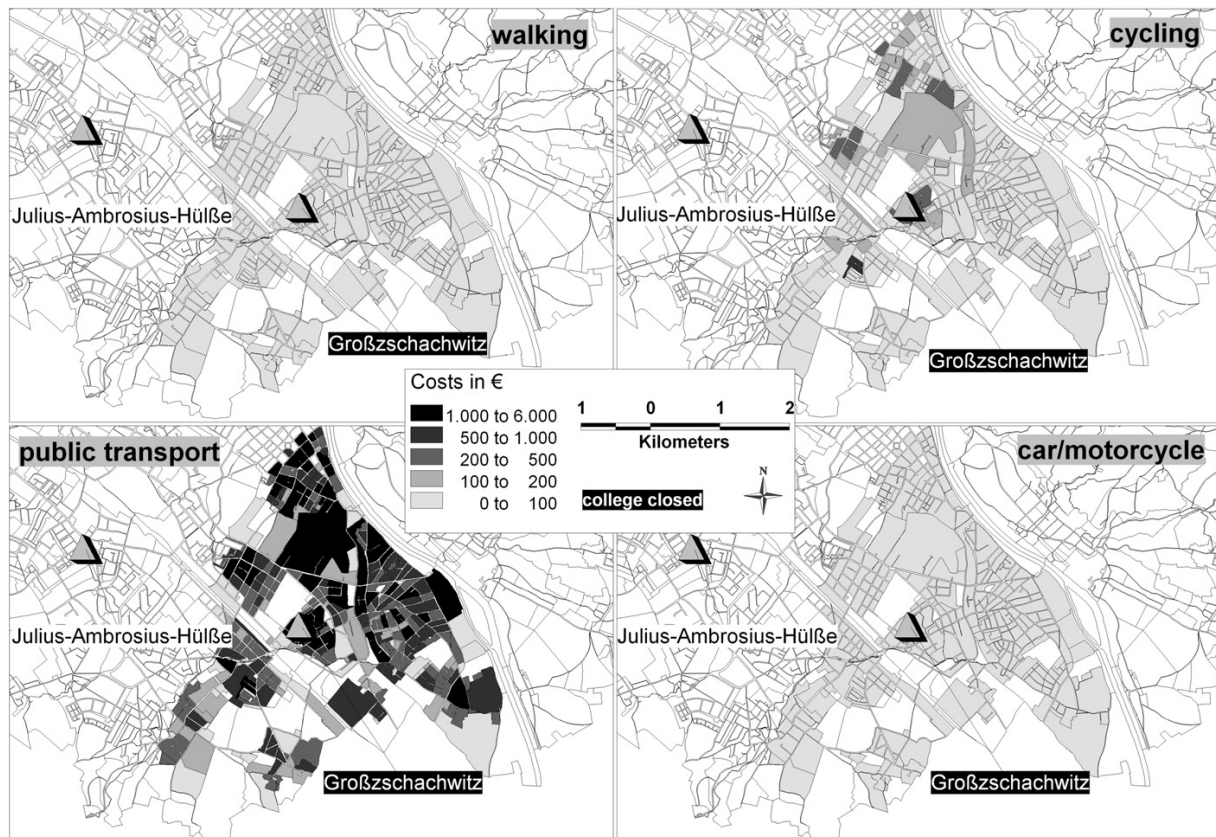 walking
Julius-Ambrosius-Hülße
Großzschachwitz
cycling
Julius-Ambrosius-Hülße
Großzschachwitz
Costs in €
1.000 to 6.000
500 to 1.000
200 to 500
100 to 200
0 to 100
1 0 1 2
Kilometers
college closed
N
public transport
Julius-Ambrosius-Hülße
Großzschachwitz
car/motorcycle
Julius-Ambrosius-Hülße
Großzschachwitz